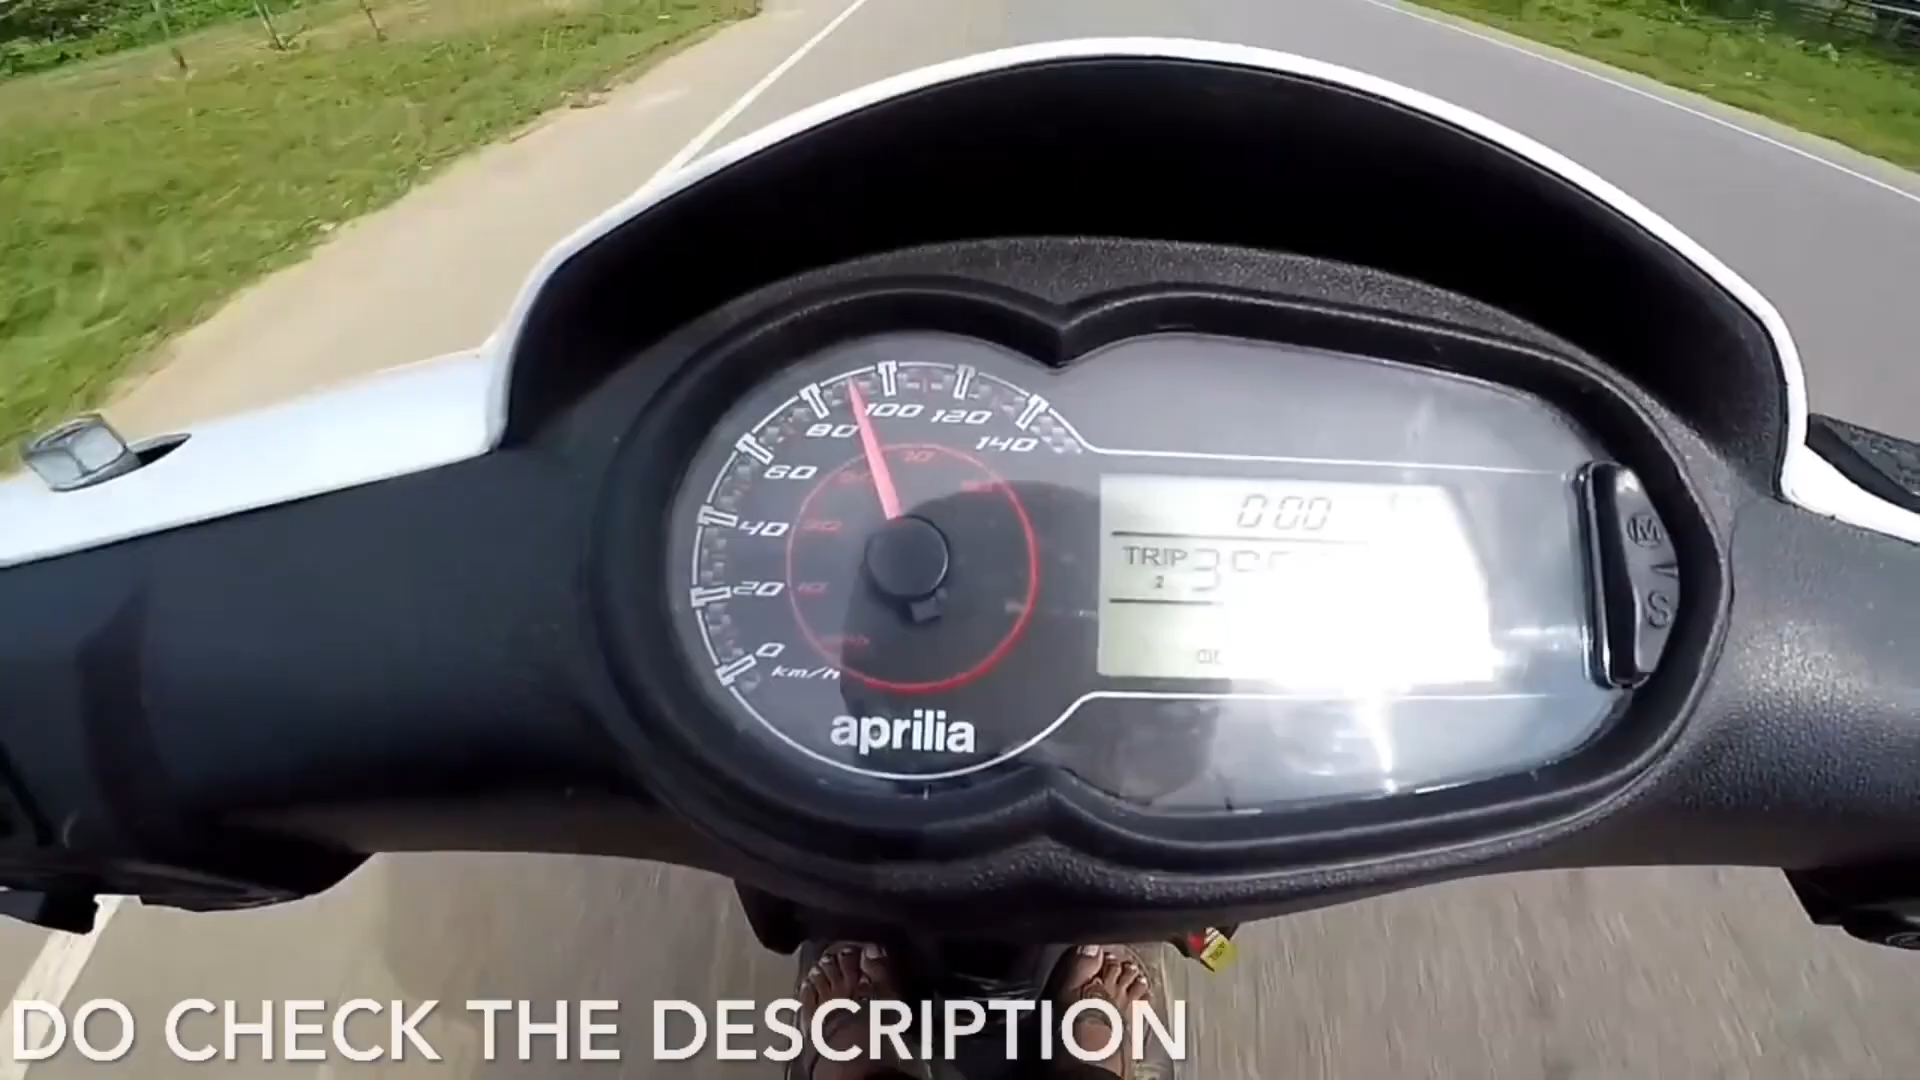 100 120
80 140
60
40
20
0
km/h
0:00
TRIP
2
M
S
aprilia
DO CHECK THE DESCRIPTION